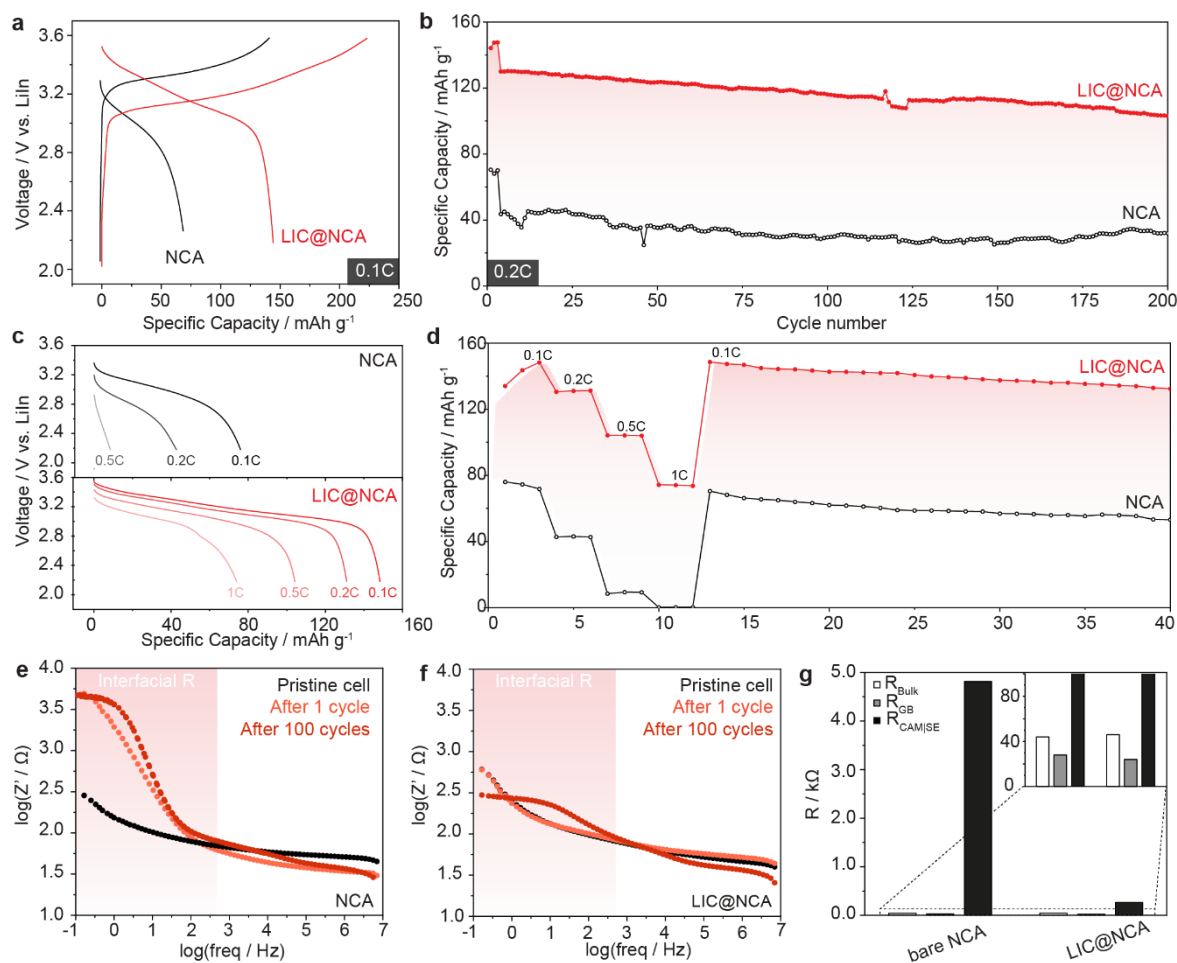 a
3.6
3.2
2.8
2.4
2.0
Voltage / V vs. LiIn
NCA
LIC@NCA
0.1C
0
50
100
150
200
250
Specific Capacity / mAh g⁻¹
b
160
120
80
40
0
Specific Capacity / mAh g⁻¹
LIC@NCA
NCA
0.2C
0
25
50
75
100
125
150
175
200
Cycle number
c
3.6
3.2
2.8
2.4
2.0
NCA
0.5C
0.2C
0.1C
Voltage / V vs. LiIn
3.6
3.2
2.8
2.4
2.0
LIC@NCA
1C
0.5C
0.2C
0.1C
0
40
80
120
160
Specific Capacity / mAh g⁻¹
d
160
120
80
40
0
Specific Capacity / mAh g⁻¹
0.1C
0.2C
0.5C
1C
0.1C
LIC@NCA
NCA
0
5
10
15
20
25
30
35
40
e
4.0
3.5
3.0
2.5
2.0
1.5
1.0
log(Z' / Ω)
Interfacial R
Pristine cell
After 1 cycle
After 100 cycles
NCA
-1
0
1
2
3
4
5
6
7
log(freq / Hz)
f
4.0
3.5
3.0
2.5
2.0
1.5
1.0
log(Z' / Ω)
Interfacial R
Pristine cell
After 1 cycle
After 100 cycles
LIC@NCA
-1
0
1
2
3
4
5
6
7
log(freq / Hz)
g
5.0
4.0
3.0
2.0
1.0
0.0
R / kΩ
R_Bulk
R_GB
R_CAM|SE
80
40
0
bare NCA
LIC@NCA